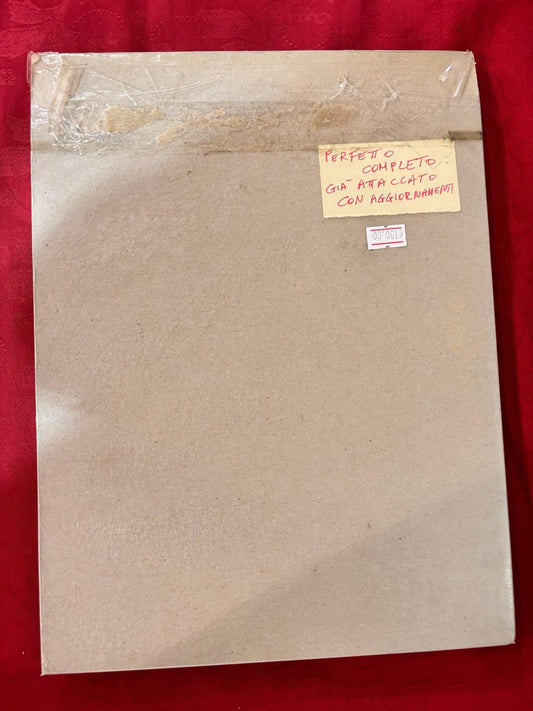 PERFETTO
COMPLETO
GIÀ ATTACCATO
CON AGGIORNAMENTI